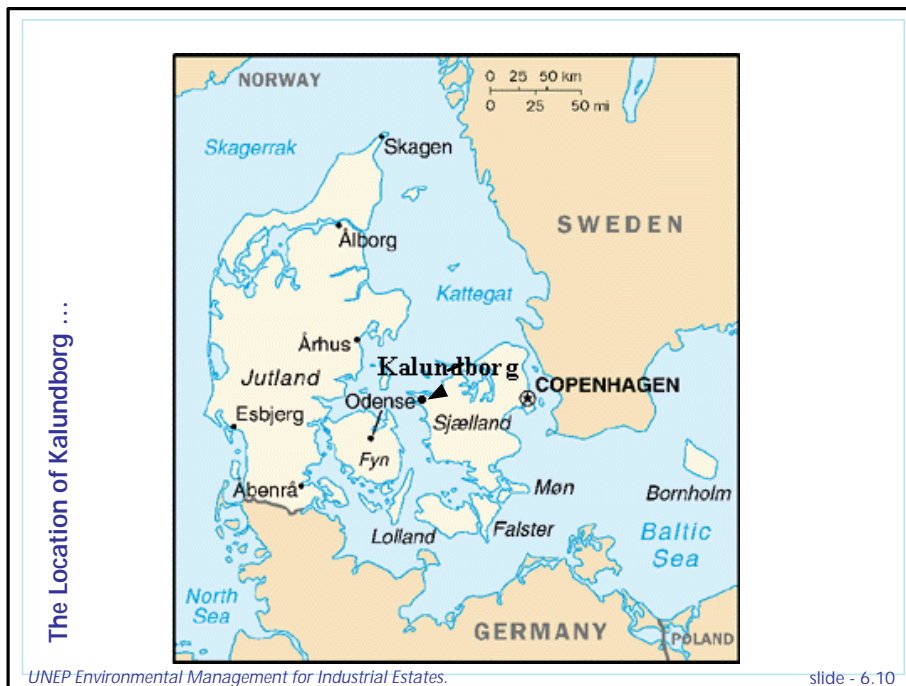 The Location of Kalundborg …
NORWAY
0 25 50 km
0 25 50 mi
Skagerrak
Skagen
SWEDEN
Ålborg
Kattegat
Århus
Kalundborg
Jutland
COPENHAGEN
Odense
Esbjerg
Sjælland
Fyn
Åbenrå
Møn
Bornholm
Lolland
Falster
Baltic
Sea
North
Sea
GERMANY
POLAND
UNEP Environmental Management for Industrial Estates.
slide - 6.10